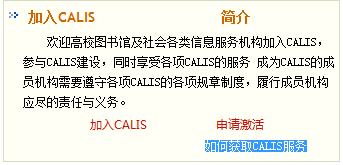 加入CALIS 简介
欢迎高校图书馆及社会各类信息服务机构加入CALIS，
参与CALIS建设，同时享受各项CALIS的服务 成为CALIS的成
员机构需要遵守各项CALIS的各项规章制度，履行成员机构
应尽的责任与义务。
加入CALIS 申请激活
如何获取CALIS服务